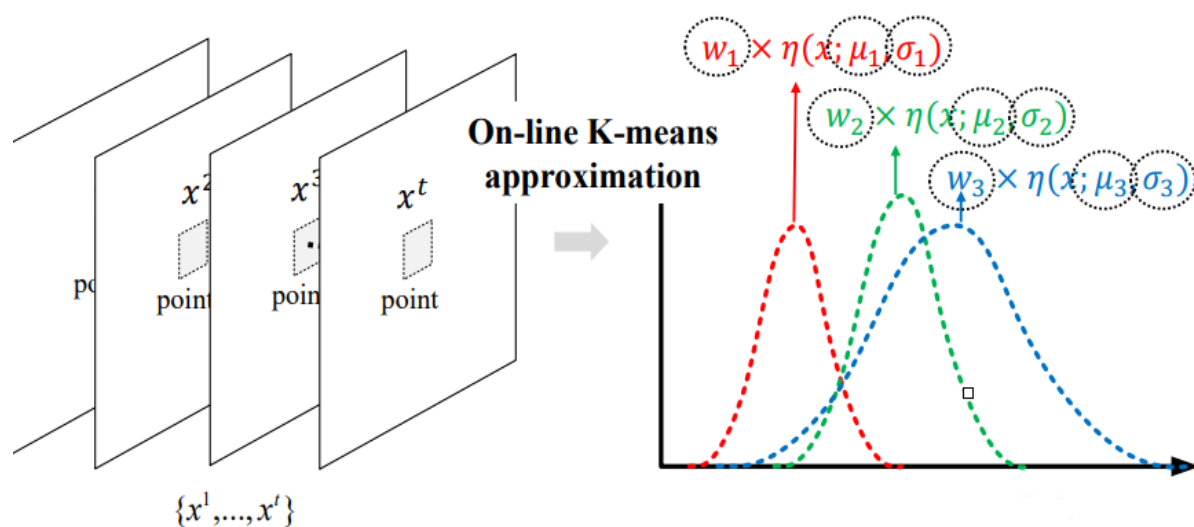 x²
x³
xᵗ
po
point
poin
point
{x¹,...,xᵗ}
On-line K-means
approximation
w₁ × η(x; μ₁, σ₁)
w₂ × η(x; μ₂, σ₂)
w₃ × η(x; μ₃, σ₃)